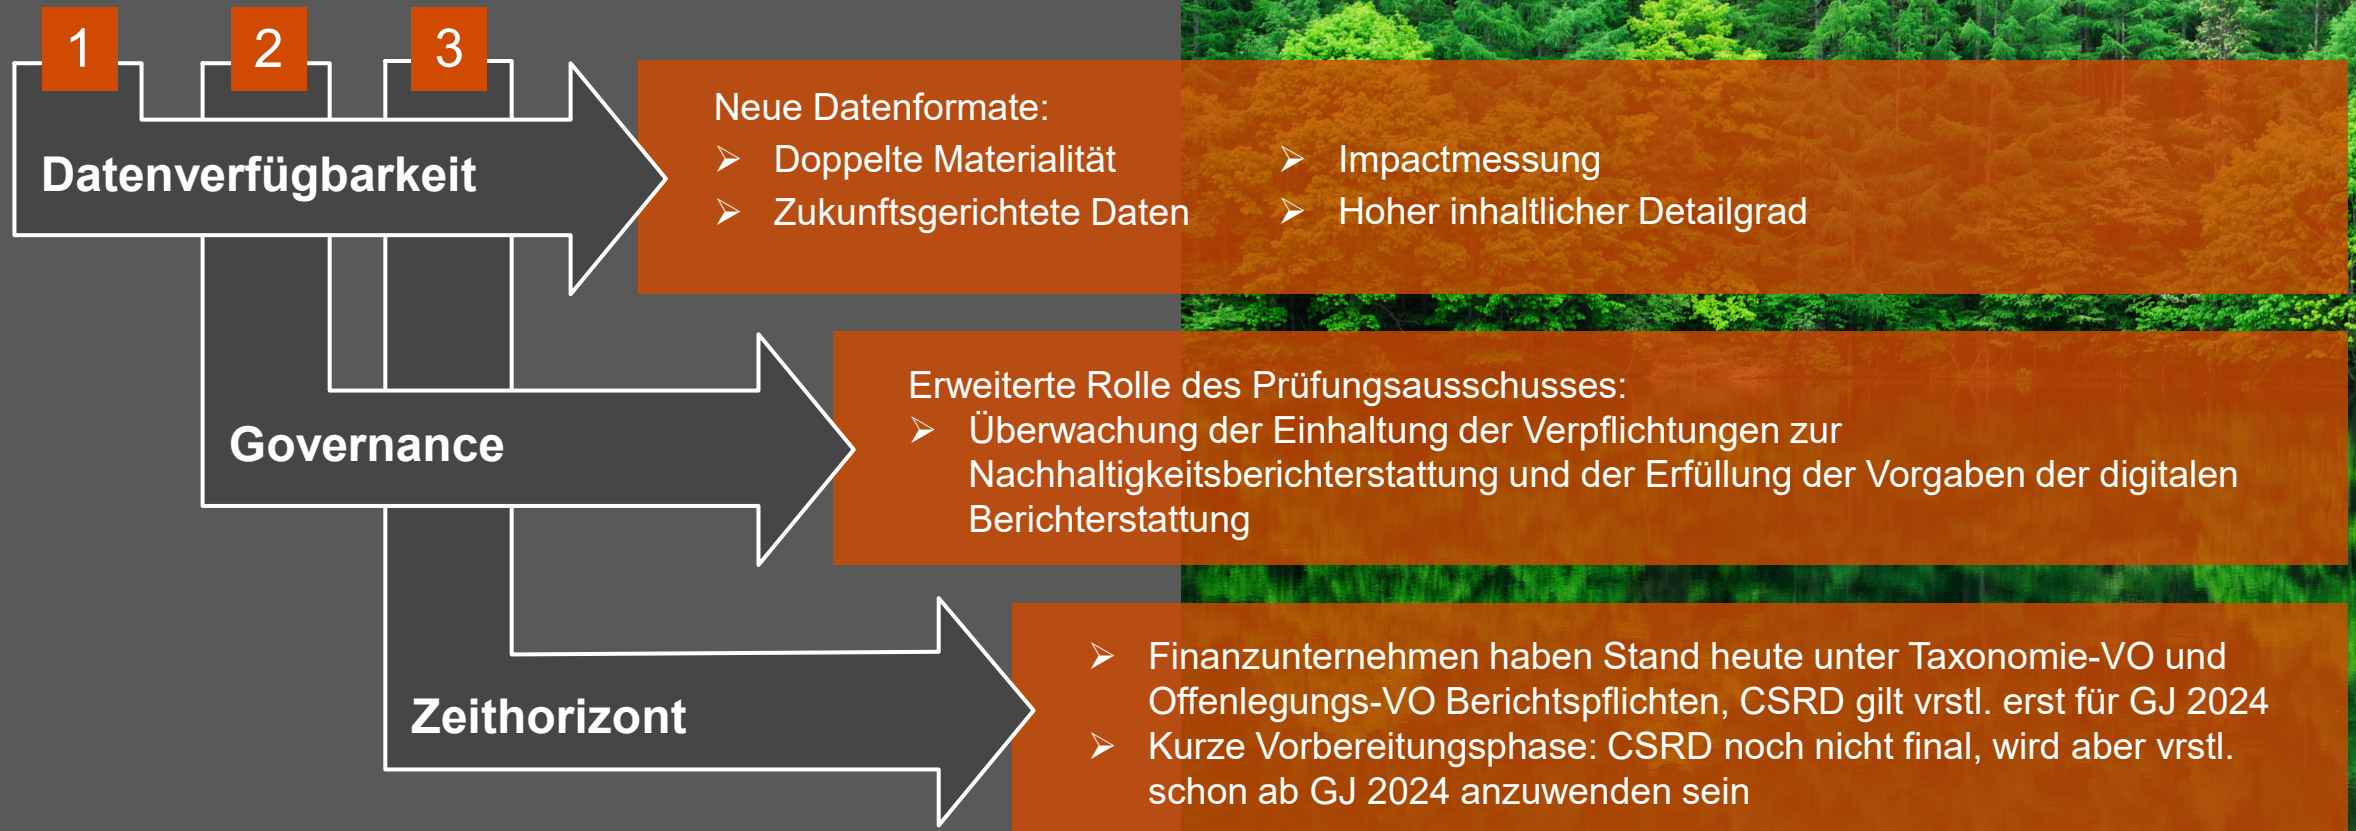 1
2
3
Datenverfügbarkeit
Neue Datenformate:
➢ Doppelte Materialität
➢ Zukunftsgerichtete Daten
➢ Impactmessung
➢ Hoher inhaltlicher Detailgrad
Governance
Erweiterte Rolle des Prüfungsausschusses:
➢ Überwachung der Einhaltung der Verpflichtungen zur
Nachhaltigkeitsberichterstattung und der Erfüllung der Vorgaben der digitalen
Berichterstattung
Zeithorizont
➢ Finanzunternehmen haben Stand heute unter Taxonomie-VO und
Offenlegungs-VO Berichtspflichten, CSRD gilt vrstl. erst für GJ 2024
➢ Kurze Vorbereitungsphase: CSRD noch nicht final, wird aber vrstl.
schon ab GJ 2024 anzuwenden sein